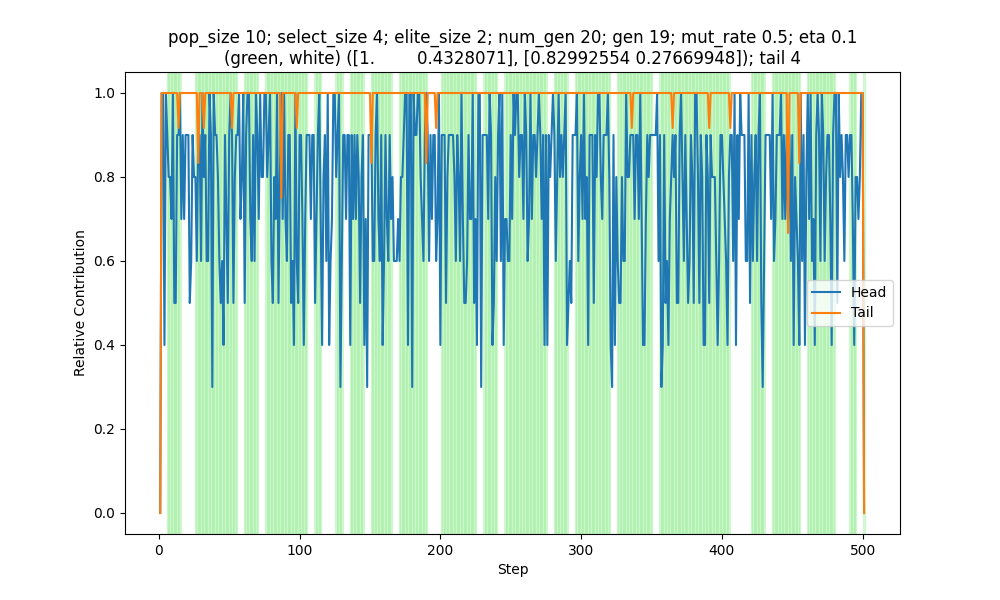 pop_size 10; select_size 4; elite_size 2; num_gen 20; gen 19; mut_rate 0.5; eta 0.1
(green, white) ([1.         0.4328071], [0.82992554 0.27669948]); tail 4
1.0
0.8
0.6
0.4
0.2
0.0
Relative Contribution
Head
Tail
0 100 200 300 400 500
Step